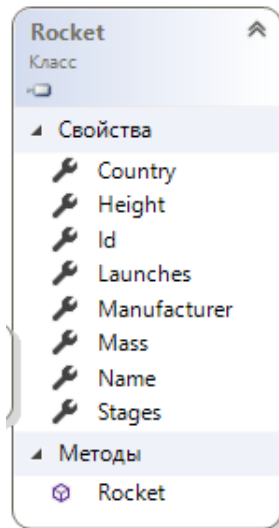 Rocket
Класс
Свойства
Country
Height
Id
Launches
Manufacturer
Mass
Name
Stages
Методы
Rocket